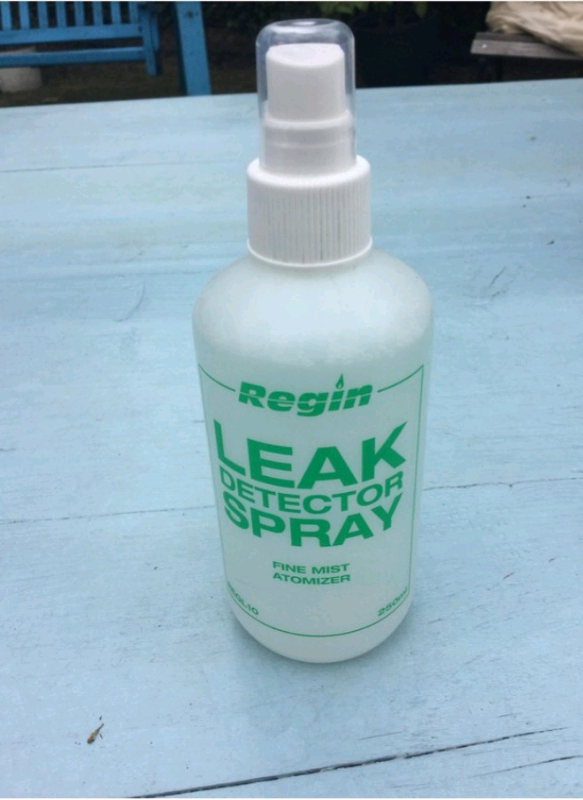 Regin
LEAK
DETECTOR
SPRAY
FINE MIST
ATOMIZER
250ml